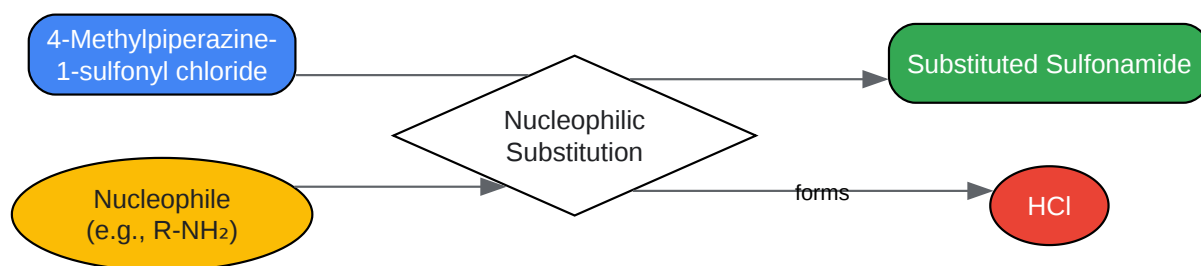 4-Methylpiperazine-
1-sulfonyl chloride
Substituted Sulfonamide
Nucleophilic
Substitution
Nucleophile
(e.g., R-NH₂)
forms
HCl